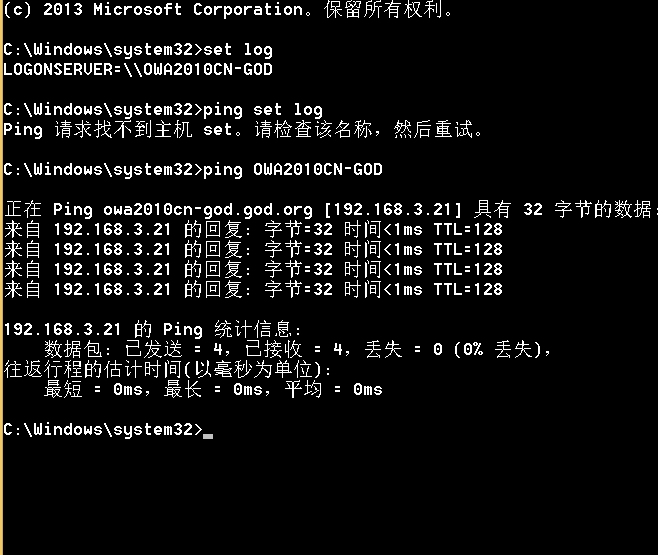 (c) 2013 Microsoft Corporation。保留所有权利。
C:\Windows\system32>set log
LOGONSERVER=\\OWA2010CN-GOD
C:\Windows\system32>ping set log
Ping 请求找不到主机 set。请检查该名称，然后重试。
C:\Windows\system32>ping OWA2010CN-GOD
正在 Ping owa2010cn-god.god.org [192.168.3.21] 具有 32 字节的数据:
来自 192.168.3.21 的回复: 字节=32 时间<1ms TTL=128
来自 192.168.3.21 的回复: 字节=32 时间<1ms TTL=128
来自 192.168.3.21 的回复: 字节=32 时间<1ms TTL=128
来自 192.168.3.21 的回复: 字节=32 时间<1ms TTL=128
192.168.3.21 的 Ping 统计信息:
数据包: 已发送 = 4，已接收 = 4，丢失 = 0 (0% 丢失)，
往返行程的估计时间(以毫秒为单位):
最短 = 0ms，最长 = 0ms，平均 = 0ms
C:\Windows\system32>